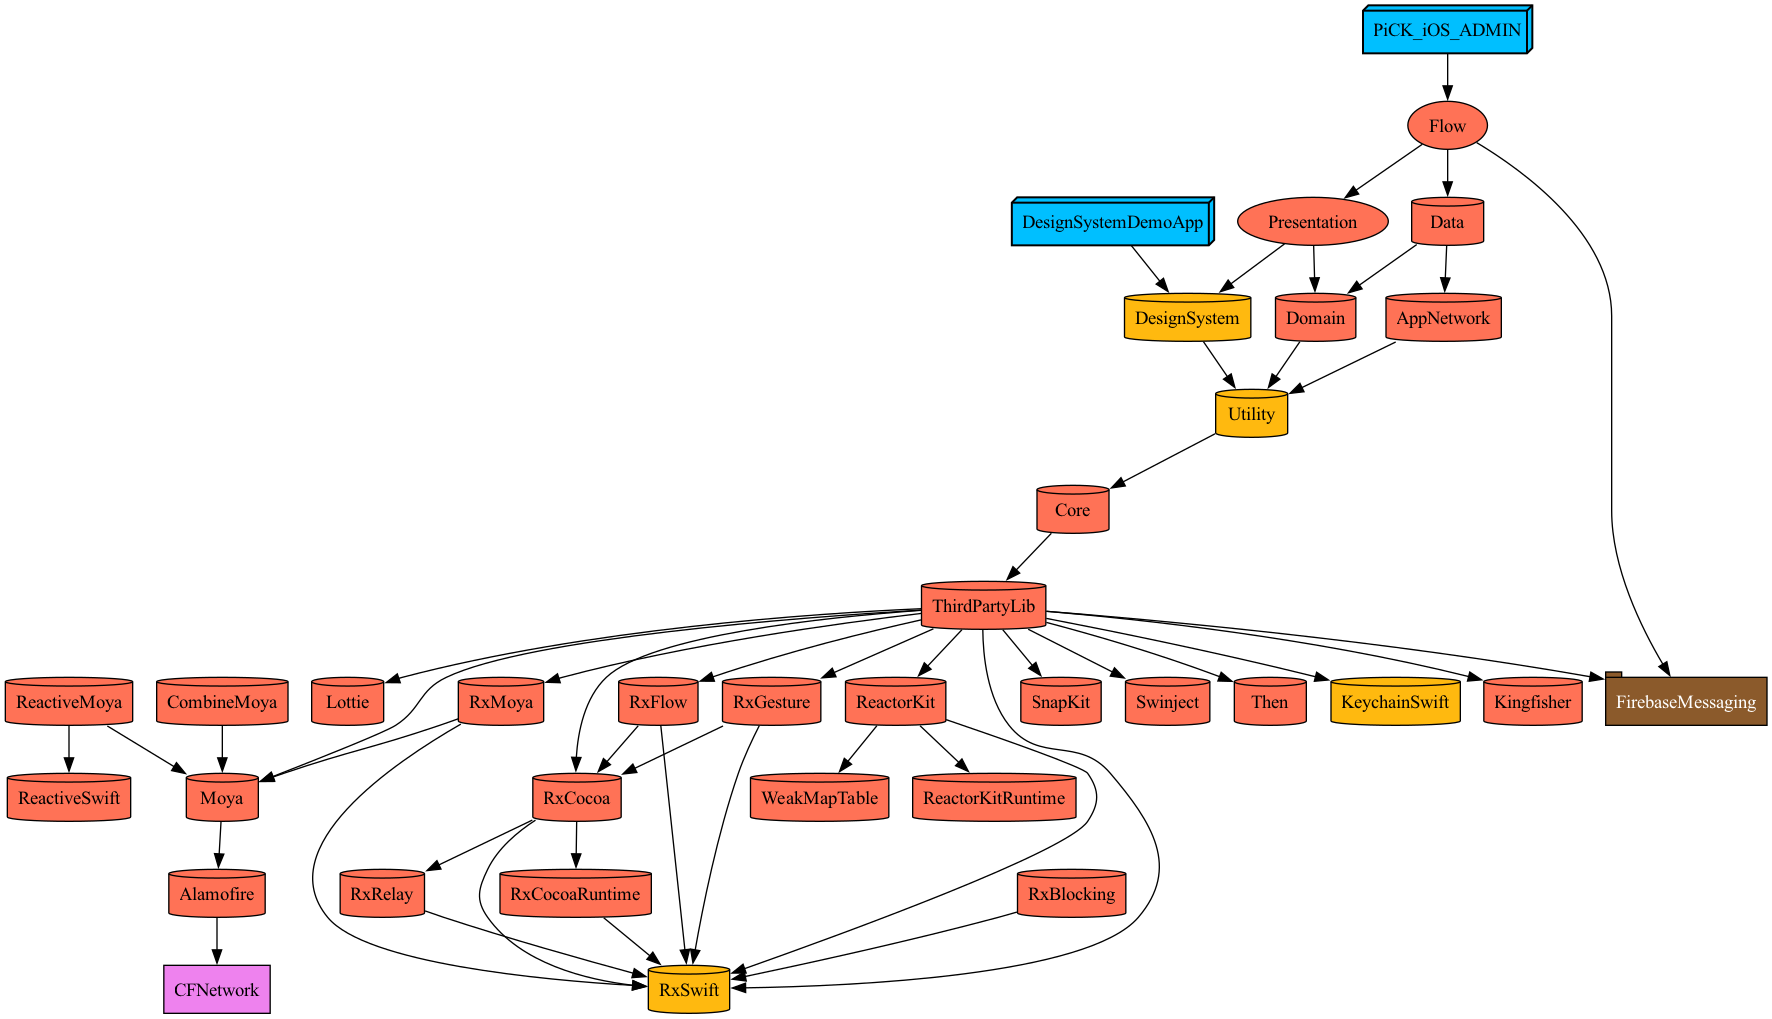 PiCK_iOS_ADMIN
Flow
DesignSystemDemoApp
Presentation
Data
DesignSystem
Domain
AppNetwork
Utility
Core
ThirdPartyLib
ReactiveMoya
CombineMoya
Lottie
RxMoya
RxFlow
RxGesture
ReactorKit
SnapKit
Swinject
Then
KeychainSwift
Kingfisher
FirebaseMessaging
ReactiveSwift
Moya
RxCocoa
WeakMapTable
ReactorKitRuntime
Alamofire
RxRelay
RxCocoaRuntime
RxBlocking
CFNetwork
RxSwift